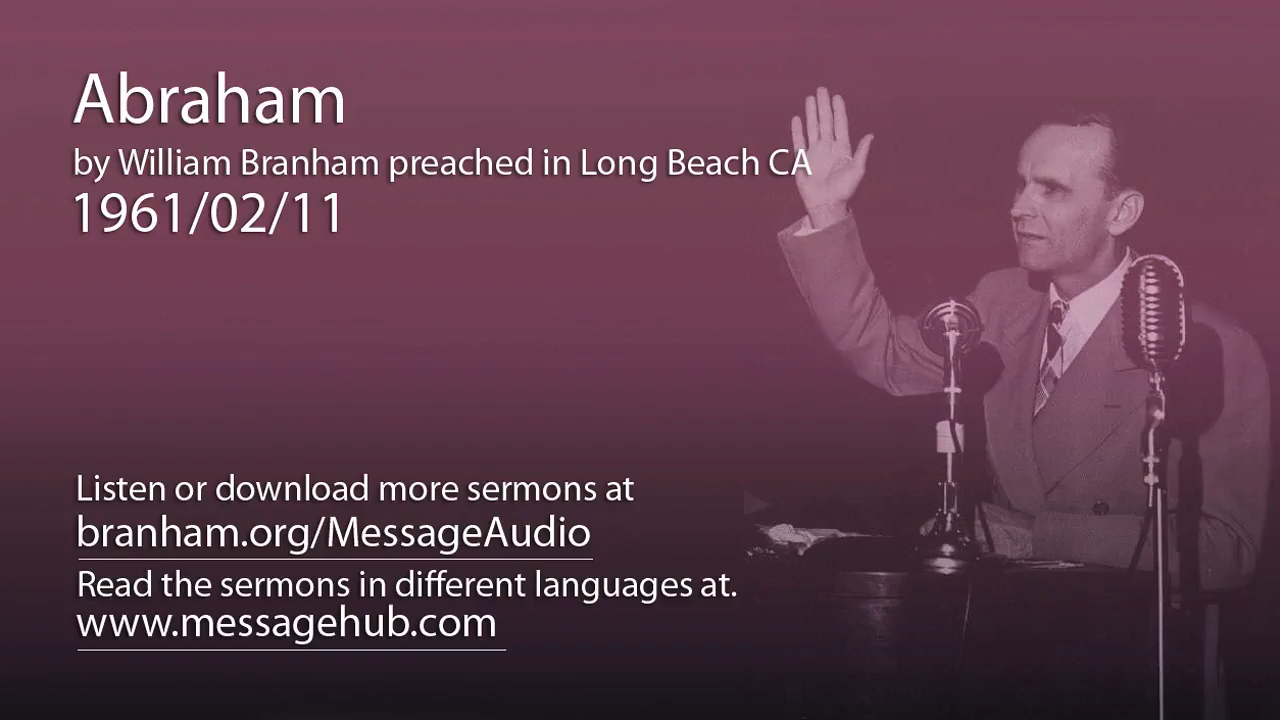 Abraham
by William Branham preached in Long Beach CA
1961/02/11
Listen or download more sermons at
branham.org/MessageAudio
Read the sermons in different languages at.
www.messagehub.com